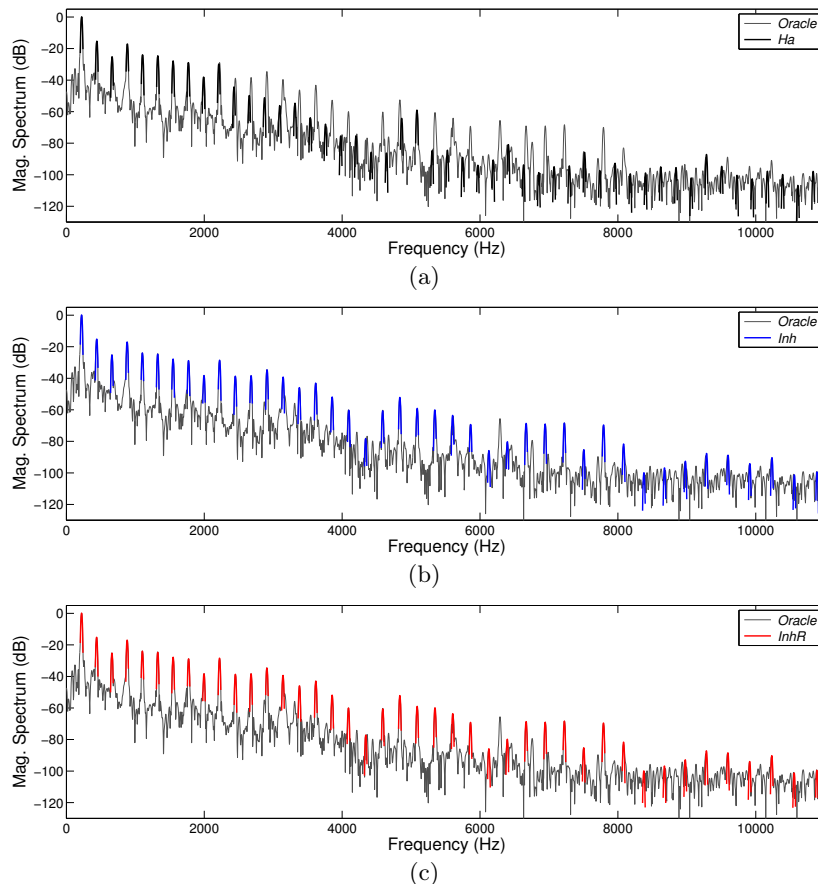 Mag. Spectrum (dB)
0
−20
−40
−60
−80
−100
−120
Oracle
Ha
0 2000 4000 6000 8000 10000
Frequency (Hz)
(a)
Mag. Spectrum (dB)
0
−20
−40
−60
−80
−100
−120
Oracle
Inh
0 2000 4000 6000 8000 10000
Frequency (Hz)
(b)
Mag. Spectrum (dB)
0
−20
−40
−60
−80
−100
−120
Oracle
InhR
0 2000 4000 6000 8000 10000
Frequency (Hz)
(c)